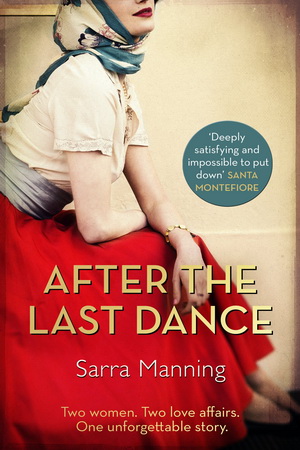 ‘Deeply
satisfying and
impossible to put
down’ SANTA
MONTEFIORE
AFTER THE
LAST DANCE
Sarra Manning
Two women. Two love affairs.
One unforgettable story.